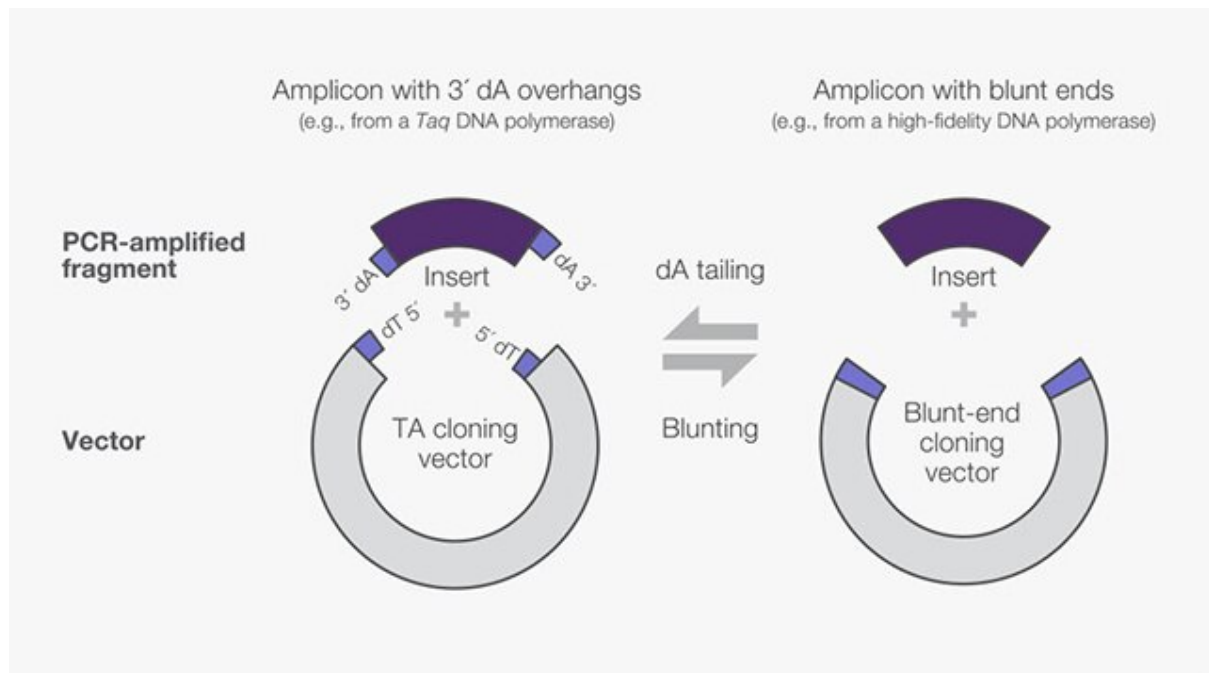 Amplicon with 3´ dA overhangs
(e.g., from a Taq DNA polymerase)
Amplicon with blunt ends
(e.g., from a high-fidelity DNA polymerase)
PCR-amplified
fragment
3´ dA
Insert
dA 3´
+
dT 5´
5´ dT
TA cloning
vector
dA tailing
Blunting
Insert
+
Blunt-end
cloning
vector
Vector